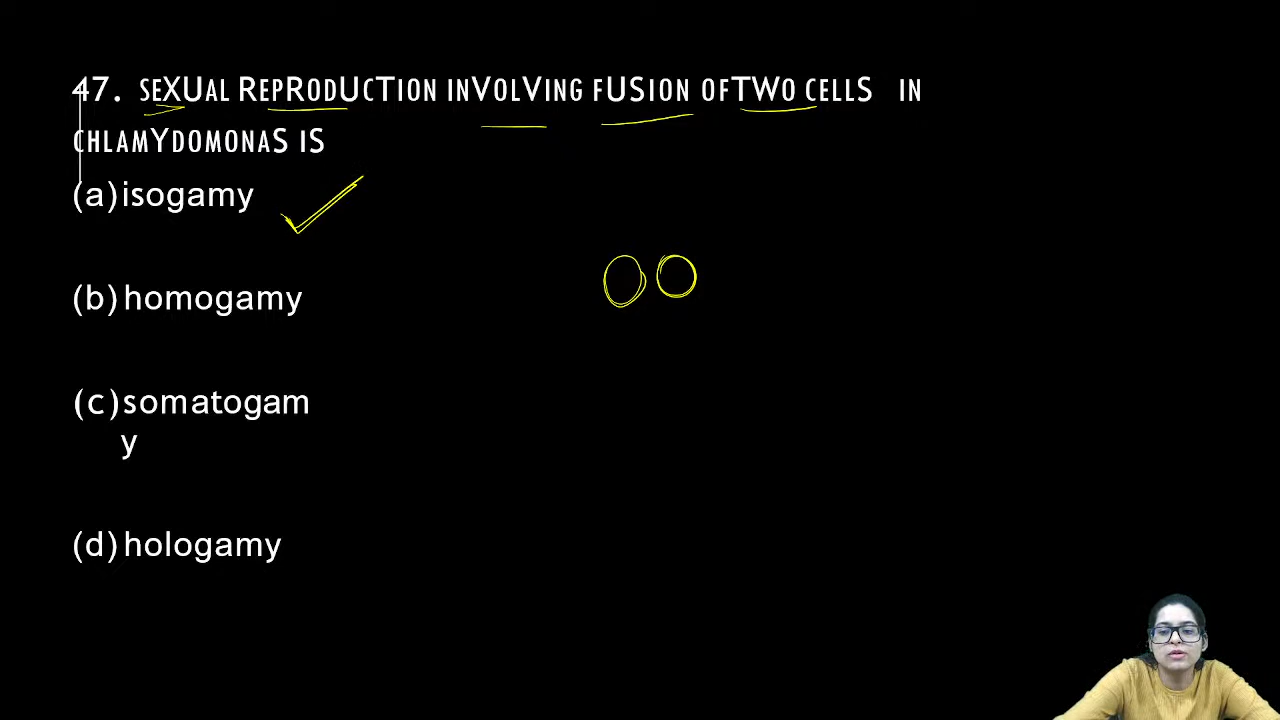 47. SEXUAL REPRODUCTION INVOLVING FUSION OF TWO CELLS IN
CHLAMYDOMONAS IS
(a) isogamy
(b) homogamy
(c) somatogam
y
(d) hologamy